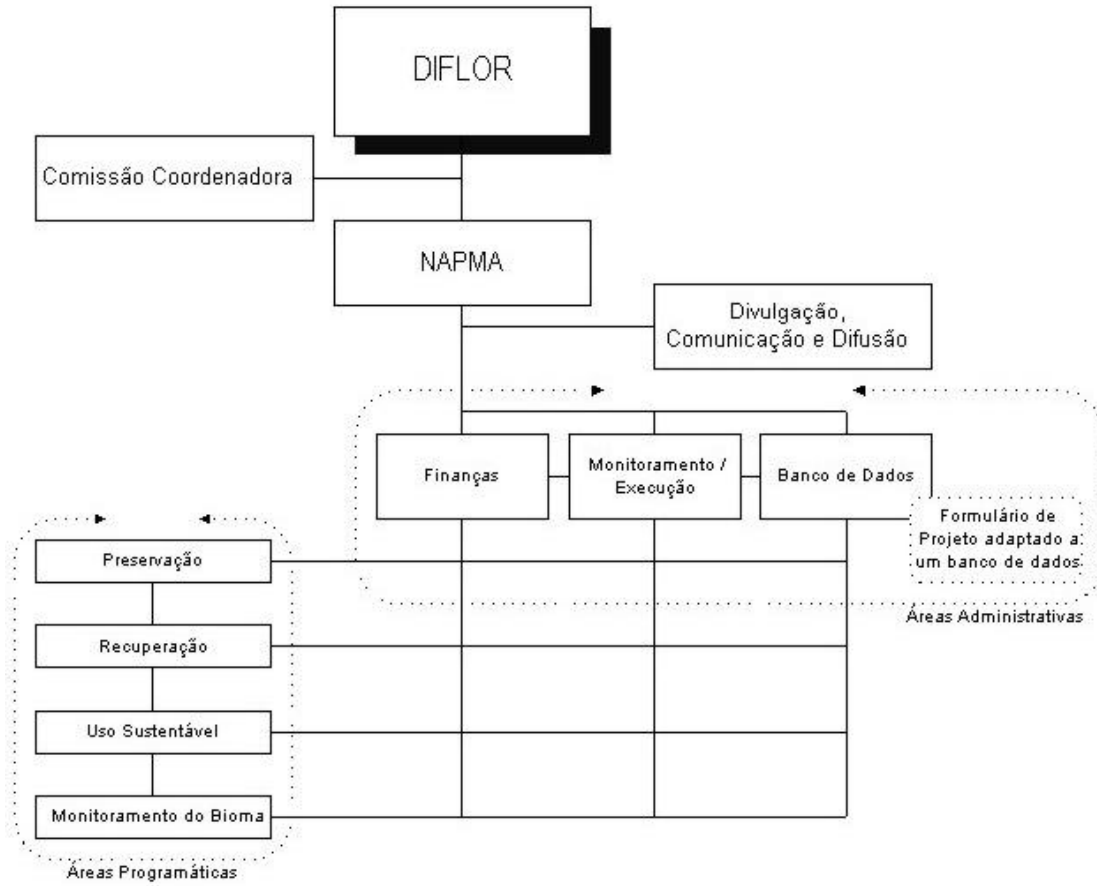 DIFLOR
Comissão Coordenadora
NAPMA
Divulgação,
Comunicação e Difusão
Finanças
Monitoramento /
Execução
Banco de Dados
Formulário de
Projeto adaptado a
um banco de dados
Áreas Administrativas
Preservação
Recuperação
Uso Sustentável
Monitoramento do Bioma
Áreas Programáticas